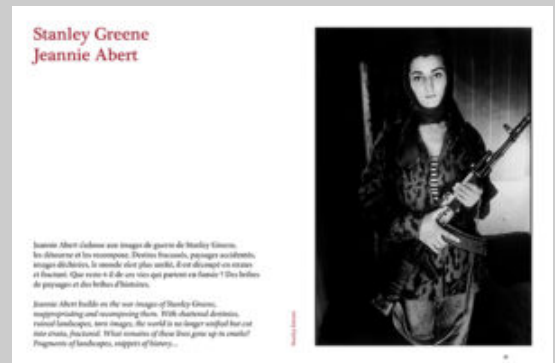 Stanley Greene
Jeannie Abert
Jeannie Abert s'adosse aux images de guerre de Stanley Greene,
les détourne et les recompose. Destins fracassés, paysages accidentés,
images déchirées, le monde n'est plus unifié, il est découpé en strates
et fracturé. Que reste-t-il de ces vies qui partent en fumée ? Des bribes
de paysages et des bribes d'histoires.
Jeannie Abert builds on the war images of Stanley Greene,
reappropriating and recomposing them. With shattered destinies,
ruined landscapes, torn images, the world is no longer unified but cut
into strata, fractured. What remains of these lives gone up in smoke?
Fragments of landscapes, snippets of history...
Stanley Greene